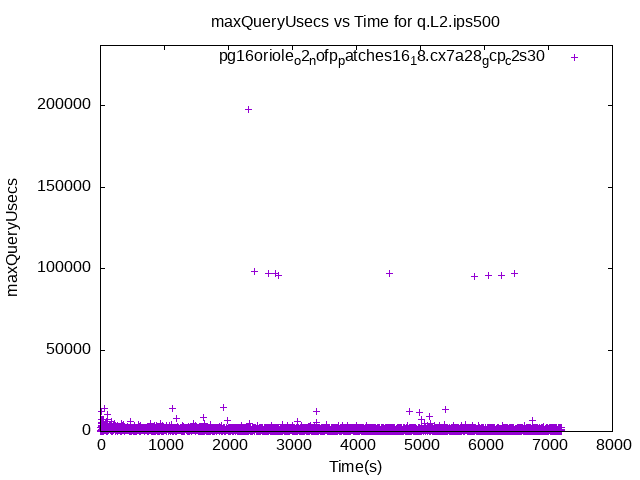 maxQueryUsecs vs Time for q.L2.ips500
pg16oriole_o2_nofp_patches16_18.cx7a28_gcp_c2s30
200000
150000
100000
50000
0
maxQueryUsecs
0 1000 2000 3000 4000 5000 6000 7000 8000
Time(s)